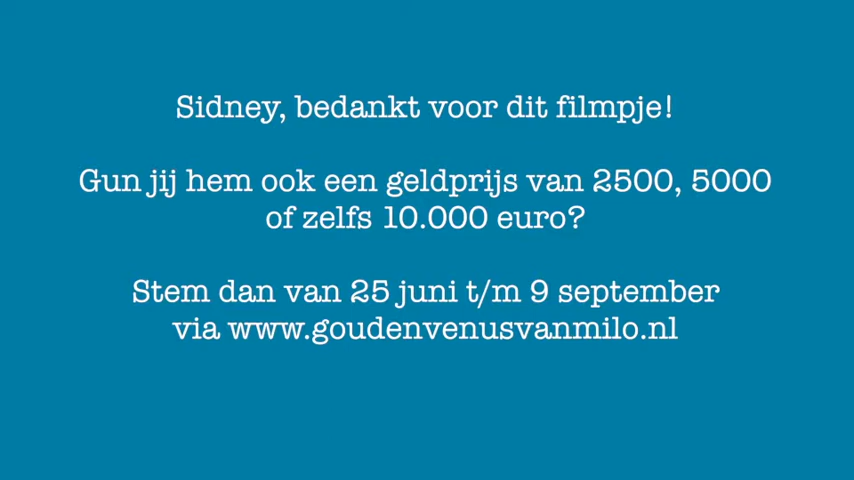 Sidney, bedankt voor dit filmpje!
Gun jij hem ook een geldprijs van 2500, 5000
of zelfs 10.000 euro?
Stem dan van 25 juni t/m 9 september
via www.goudenvenusvanmilo.nl